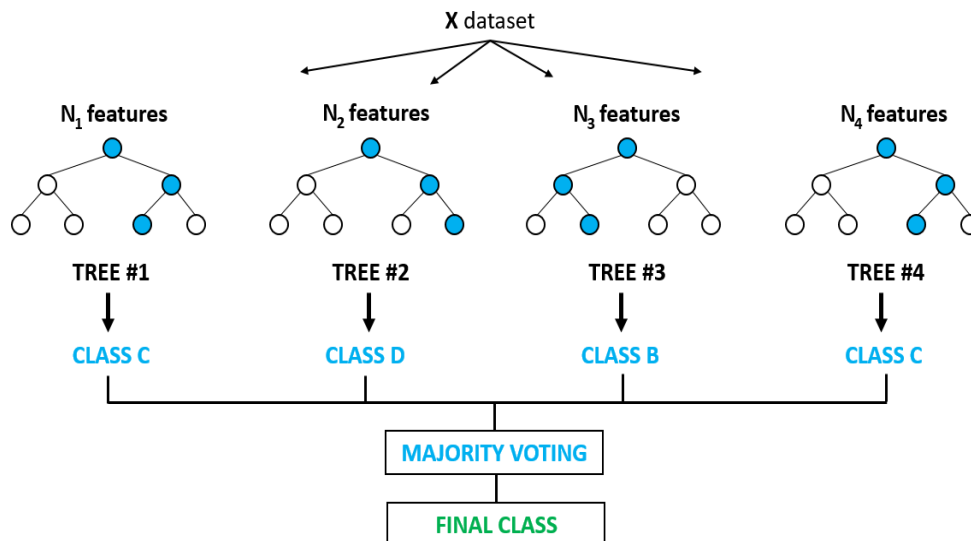 X dataset
N₁ features N₂ features N₃ features N₄ features
TREE #1 TREE #2 TREE #3 TREE #4
CLASS C CLASS D CLASS B CLASS C
MAJORITY VOTING
FINAL CLASS